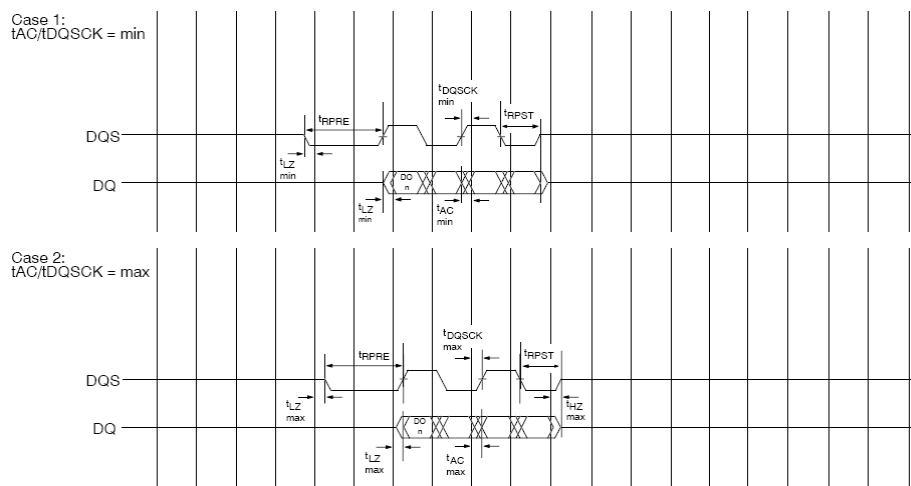 Case 1:
tAC/tDQSCK = min
tDQSCK
min
tRPRE
tRPST
DQS
tLZ
min
DQ
DO
n
tLZ
min
tAC
min
Case 2:
tAC/tDQSCK = max
tDQSCK
max
tRPRE
tRPST
DQS
tLZ
max
tHZ
max
DQ
DO
n
tLZ
max
tAC
max